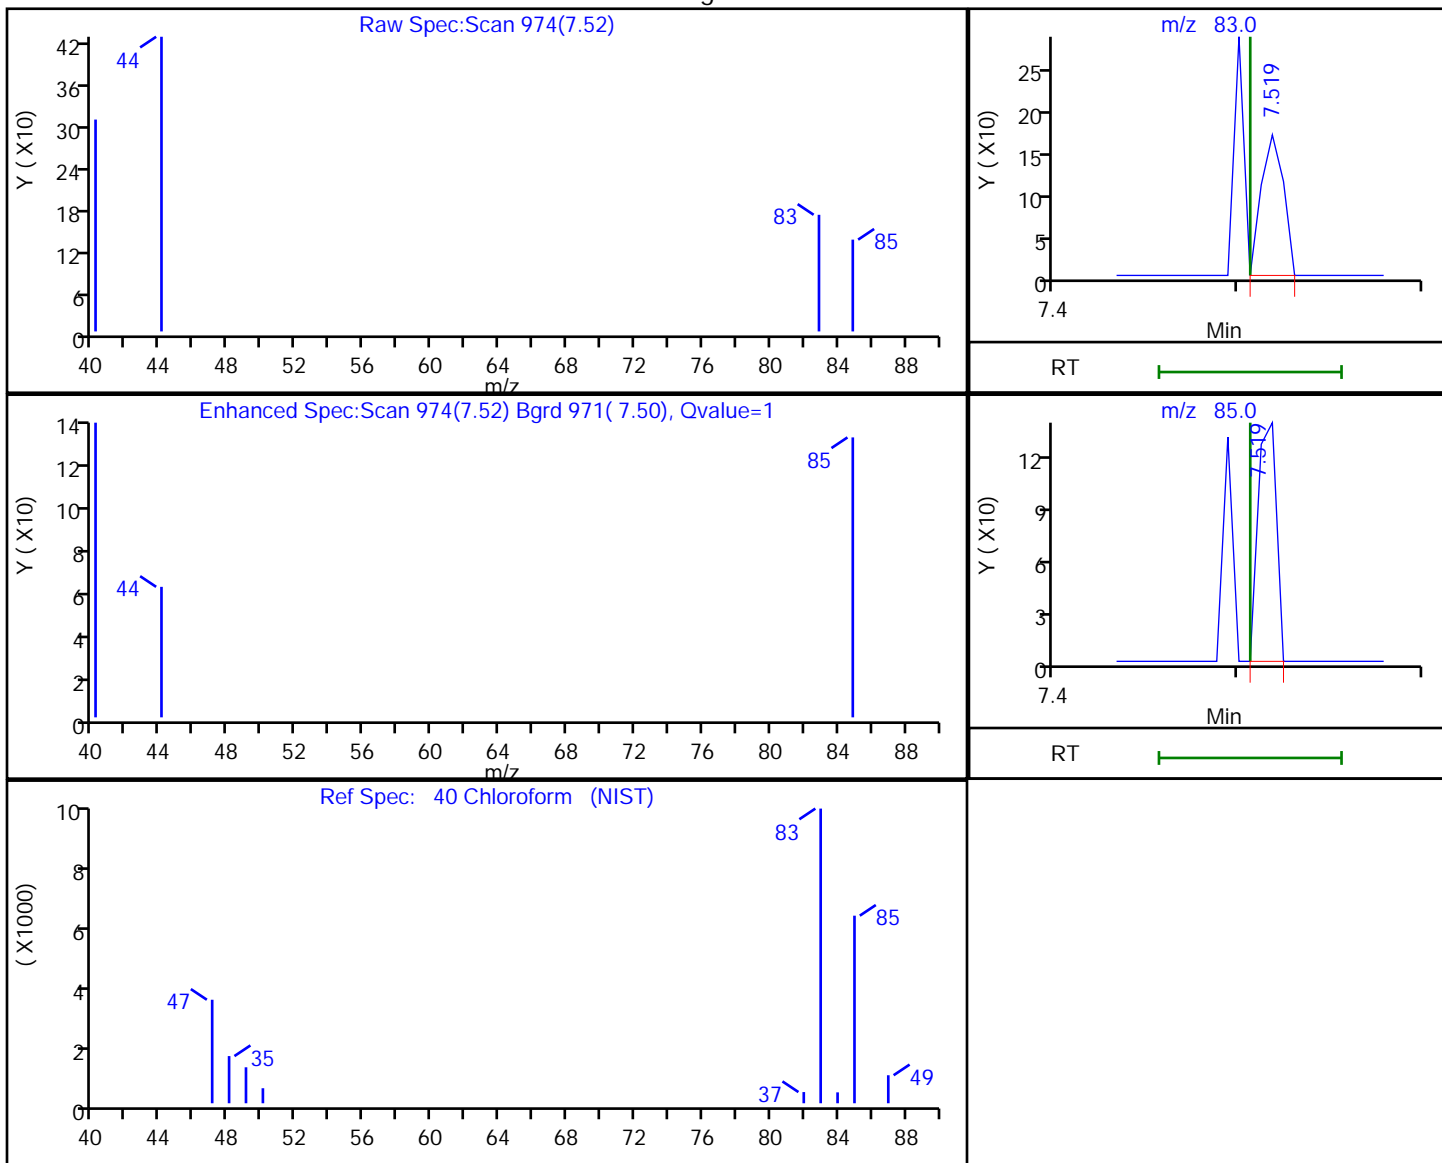 Raw Spec:Scan 974(7.52)
Y ( X10)
42
36
30
24
18
12
6
0
44
83
85
40 44 48 52 56 60 64 68 72 76 80 84 88
m/z
m/z 83.0
Y ( X10)
25
20
15
10
5
0
7.519
7.4
Min
RT
Enhanced Spec:Scan 974(7.52) Bgrd 971( 7.50), Qvalue=1
Y ( X10)
14
12
10
8
6
4
2
0
44
85
40 44 48 52 56 60 64 68 72 76 80 84 88
m/z
m/z 85.0
Y ( X10)
12
9
6
3
0
7.519
7.4
Min
RT
Ref Spec: 40 Chloroform (NIST)
( X1000)
10
8
6
4
2
0
47
35
37
83
85
49
40 44 48 52 56 60 64 68 72 76 80 84 88